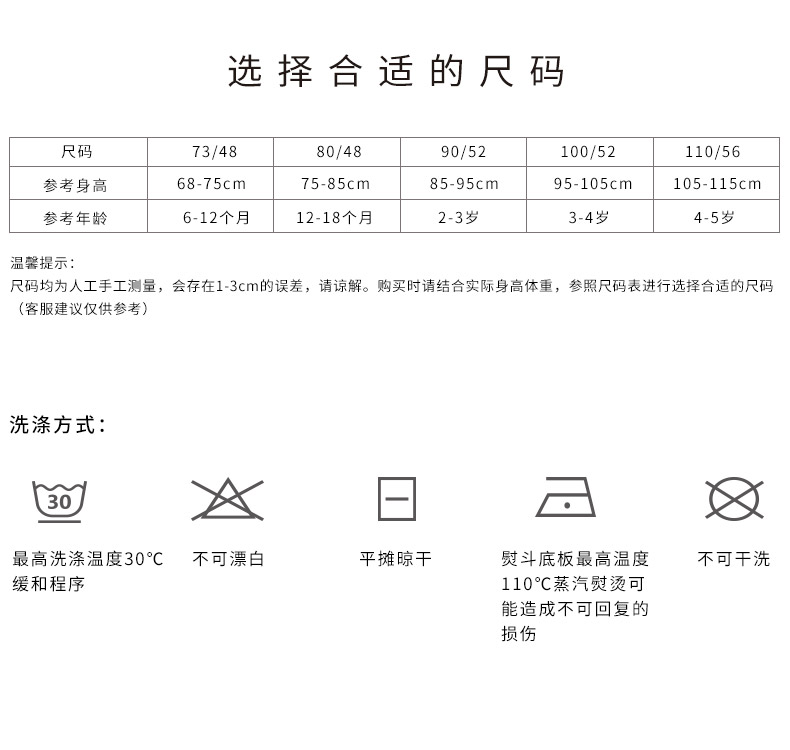 选择合适的尺码
尺码 73/48 80/48 90/52 100/52 110/56
参考身高 68-75cm 75-85cm 85-95cm 95-105cm 105-115cm
参考年龄 6-12个月 12-18个月 2-3岁 3-4岁 4-5岁
温馨提示：
尺码均为人工手工测量，会存在1-3cm的误差，请谅解。购买时请结合实际身高体重，参照尺码表进行选择合适的尺码
（客服建议仅供参考）
洗涤方式：
30
最高洗涤温度30℃
缓和程序
不可漂白
平摊晾干
熨斗底板最高温度
110℃蒸汽熨烫可
能造成不可回复的
损伤
不可干洗